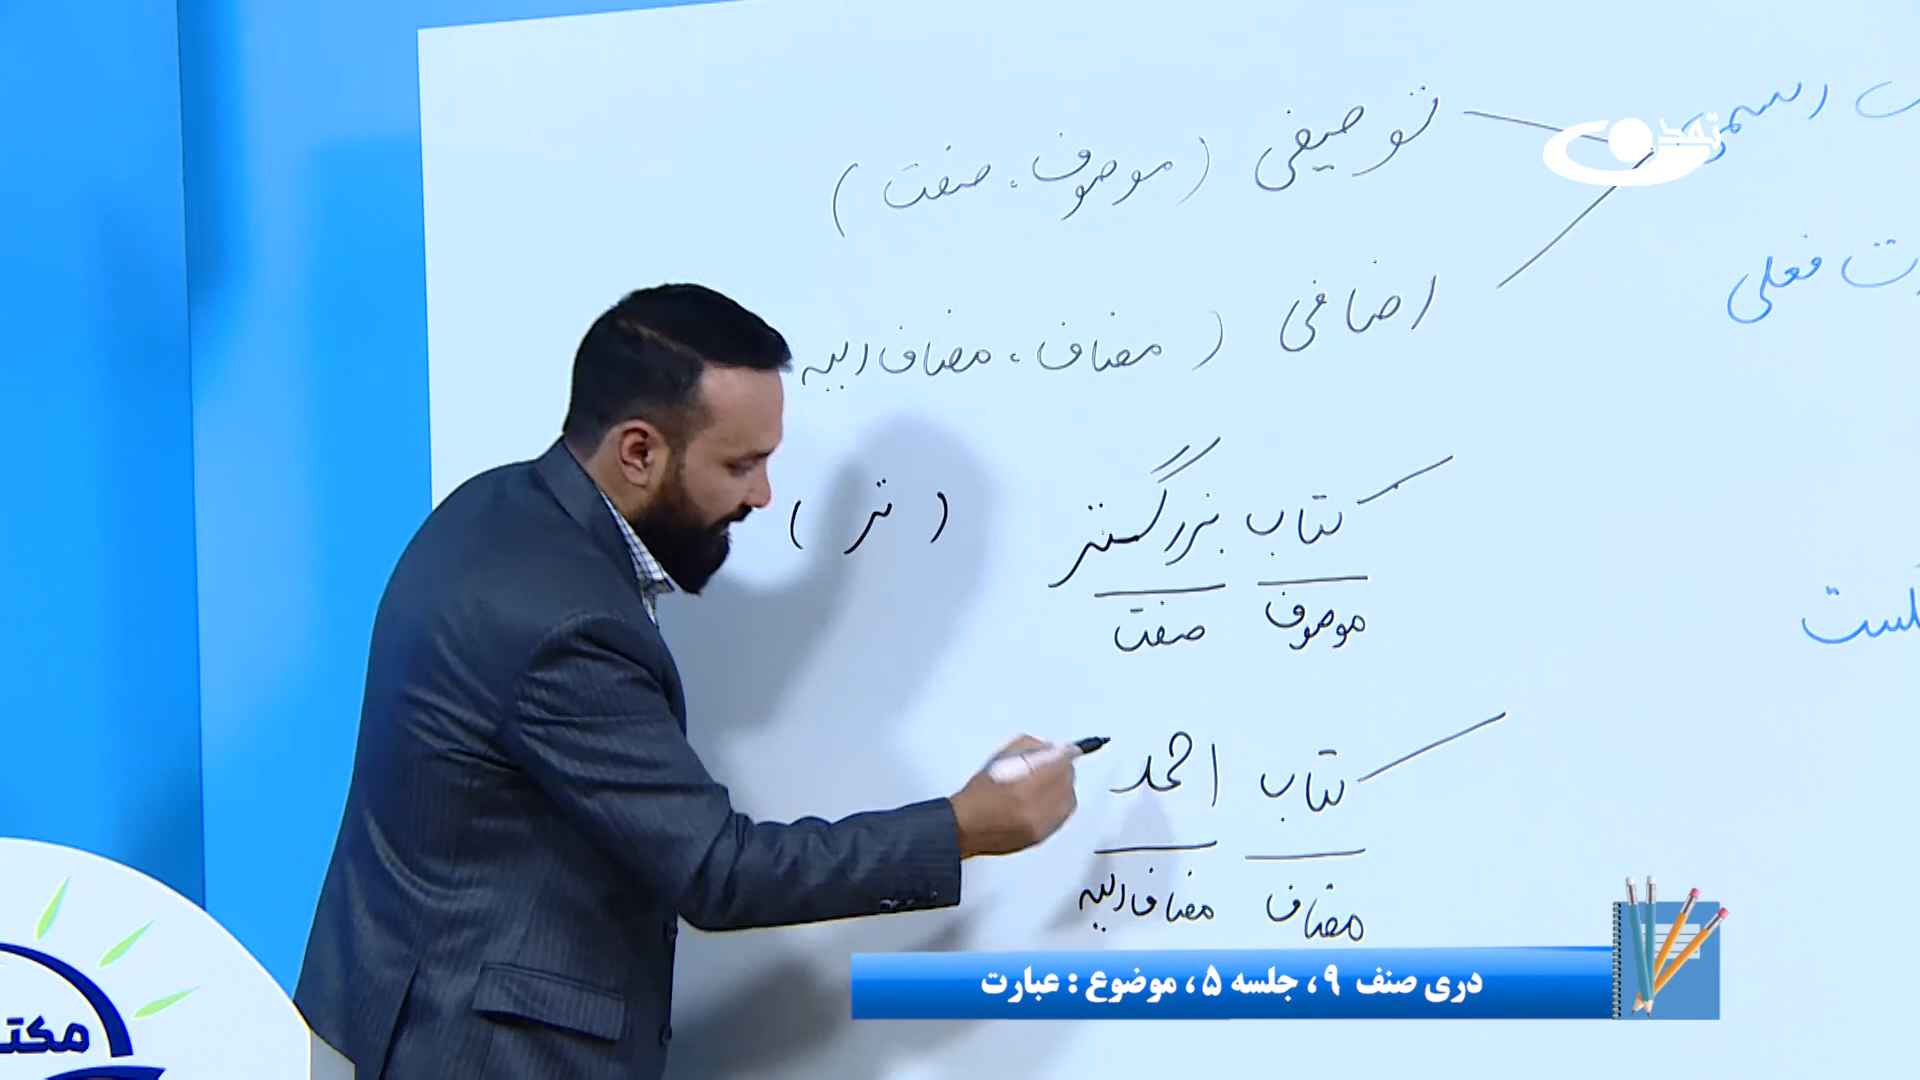 توصیفی ( موصوف، صفت )
اضافی ( مضاف، مضاف الیه
فعلی
کتاب بزرگتر ( تر )
موصوف صفت
کتاب احمد
مضاف مضاف الیه
دری صنف ۹، جلسه ۵، موضوع : عبارت
تمدن